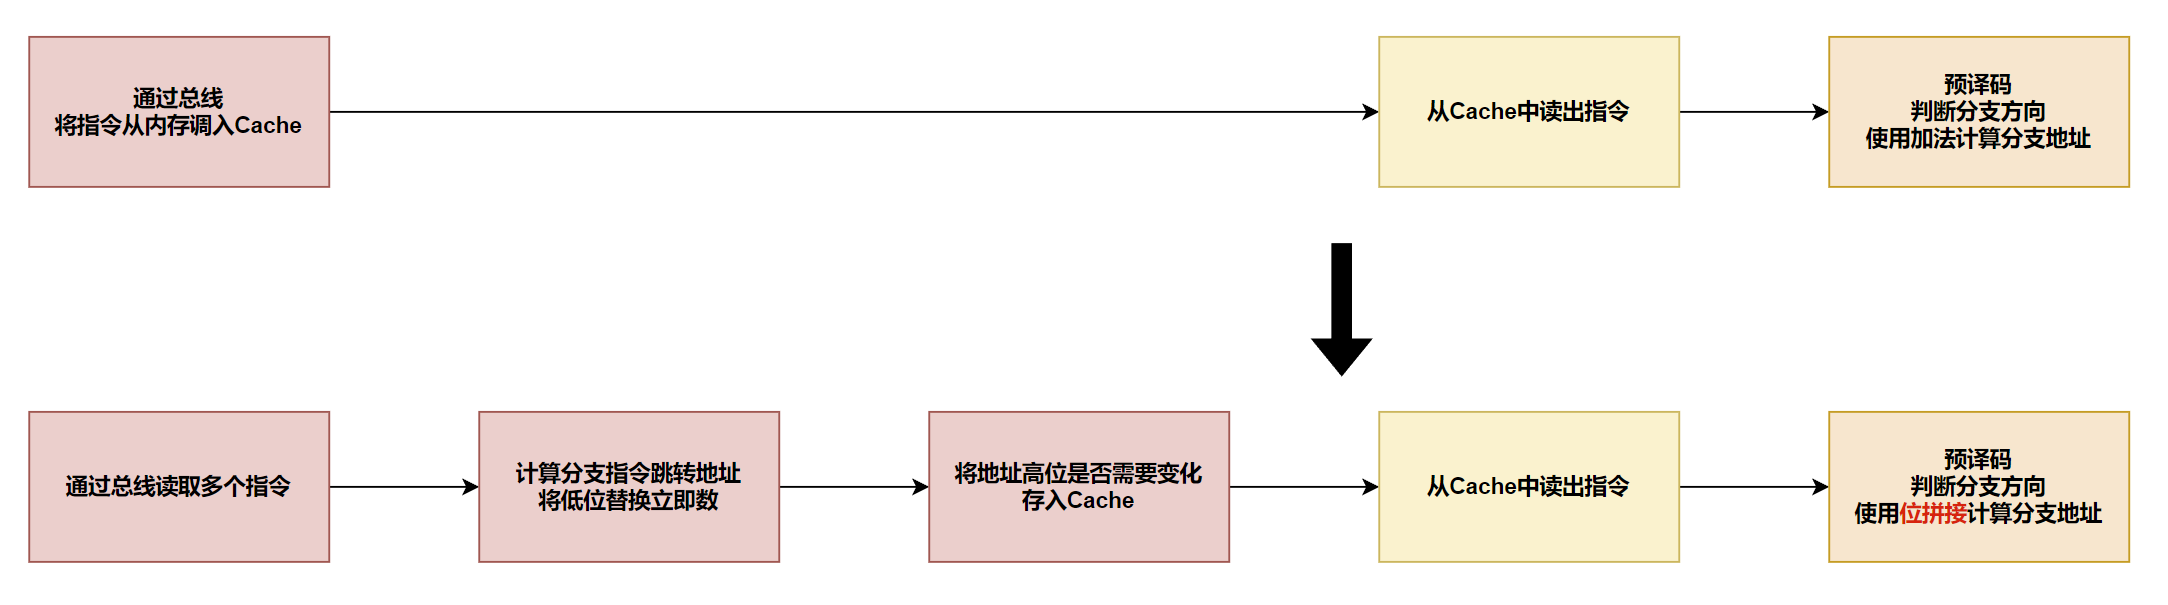 通过总线
将指令从内存调入Cache
从Cache中读出指令
预译码
判断分支方向
使用加法计算分支地址
通过总线读取多个指令
计算分支指令跳转地址
将低位替换立即数
将地址高位是否需要变化
存入Cache
从Cache中读出指令
预译码
判断分支方向
使用位拼接计算分支地址